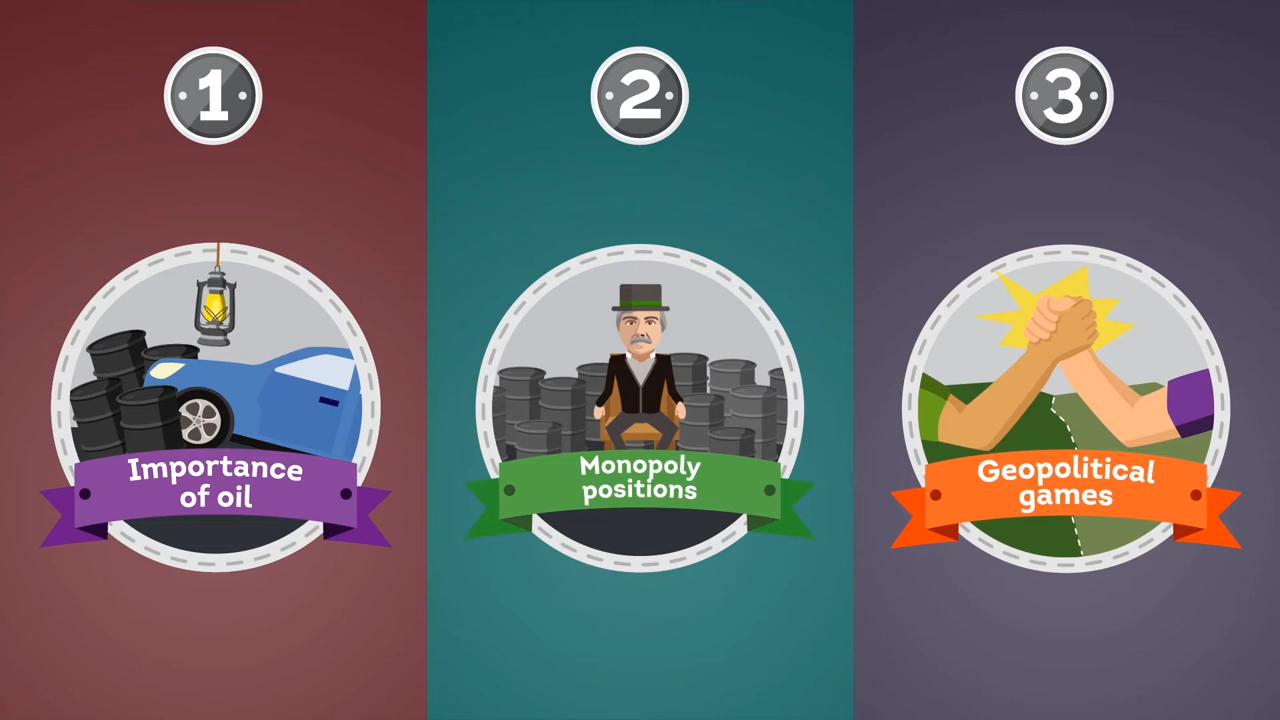 1
Importance
of oil
2
Monopoly
positions
3
Geopolitical
games